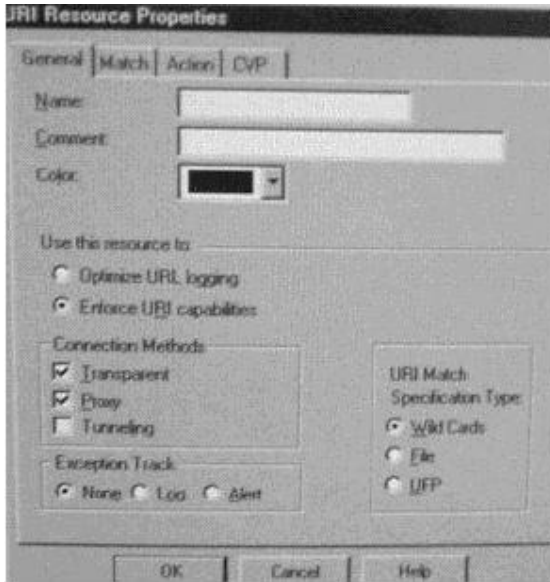 URI Resource Properties
General Match Action CVP
Name:
Comment:
Color:
Use this resource to:
Optimize URL logging
Enforce URI capabilities
Connection Methods
Transparent
Proxy
Tunneling
URI Match
Specification Type:
Wild Cards
File
UFP
Exception Track
None Log Alert
OK Cancel Help